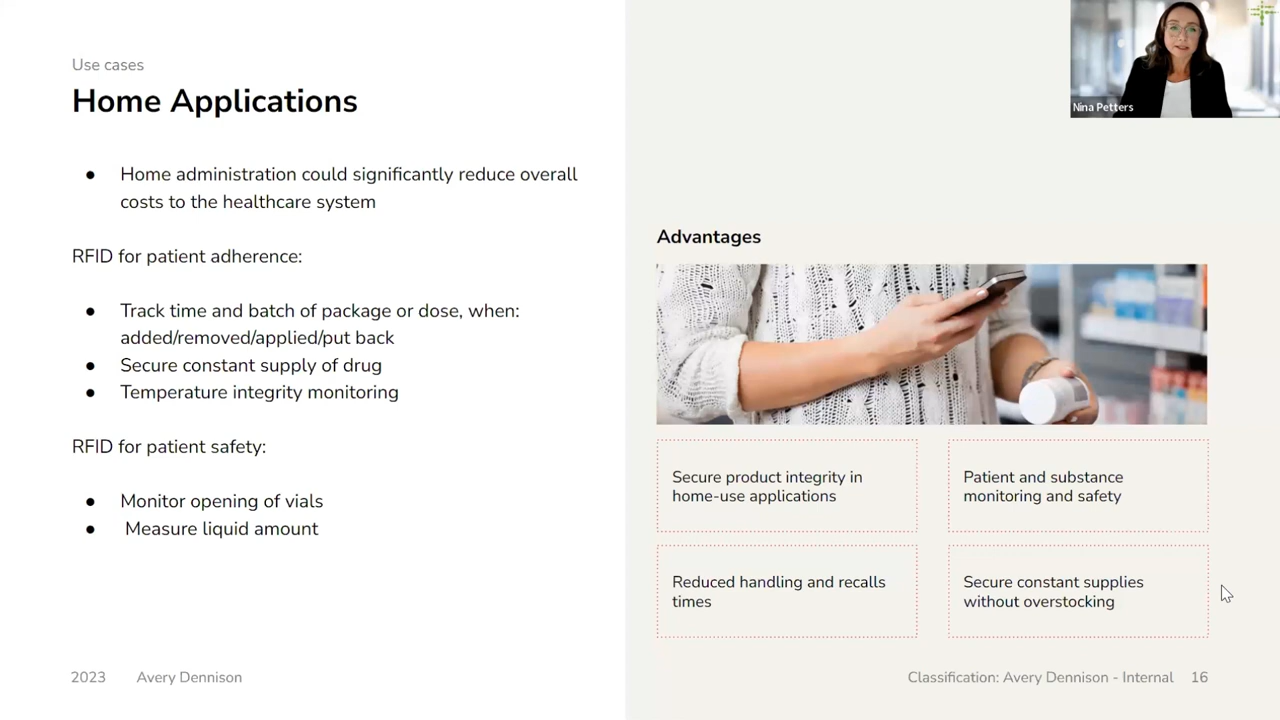 Use cases
Home Applications
● Home administration could significantly reduce overall
costs to the healthcare system
RFID for patient adherence:
● Track time and batch of package or dose, when:
added/removed/applied/put back
● Secure constant supply of drug
● Temperature integrity monitoring
RFID for patient safety:
● Monitor opening of vials
● Measure liquid amount
2023 Avery Dennison
Nina Petters
Advantages
Secure product integrity in
home-use applications
Patient and substance
monitoring and safety
Reduced handling and recalls
times
Secure constant supplies
without overstocking
Classification: Avery Dennison - Internal 16